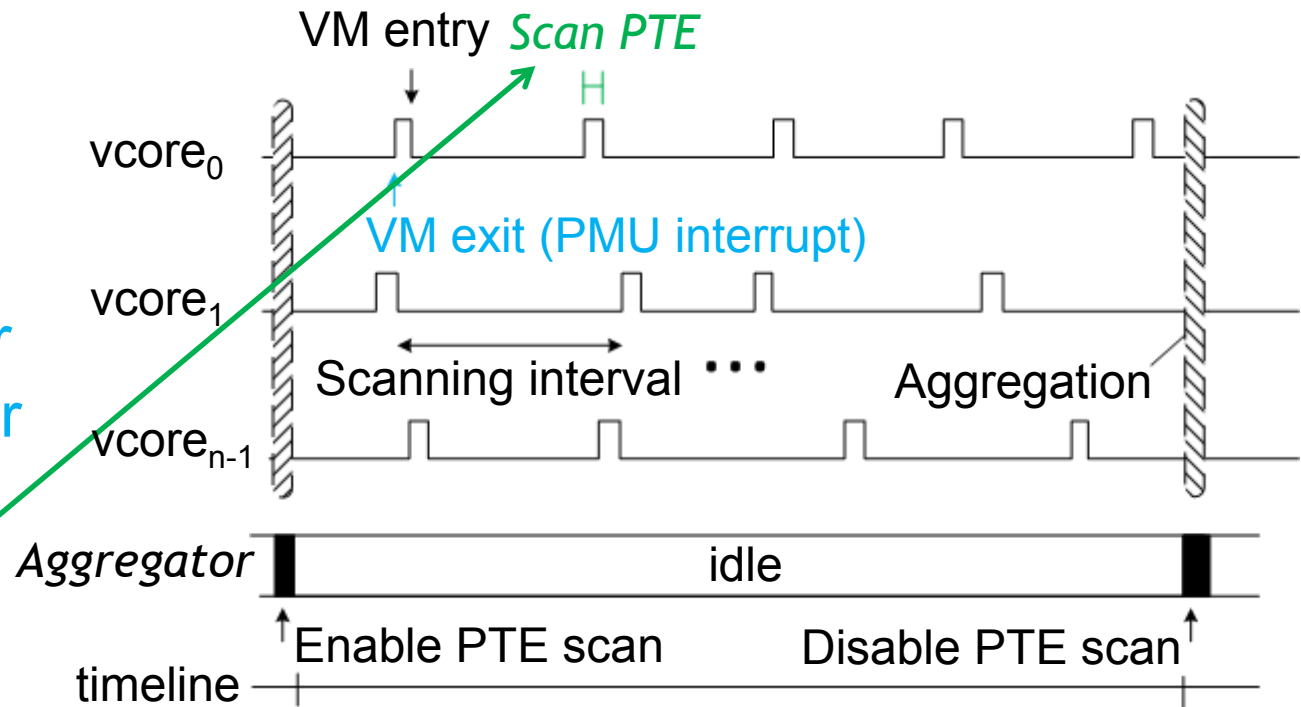 VM entry Scan PTE
vcore0
VM exit (PMU interrupt)
vcore1
r
Scanning interval ••• Aggregation
r
vcoren-1
Aggregator idle
Enable PTE scan Disable PTE scan
timeline